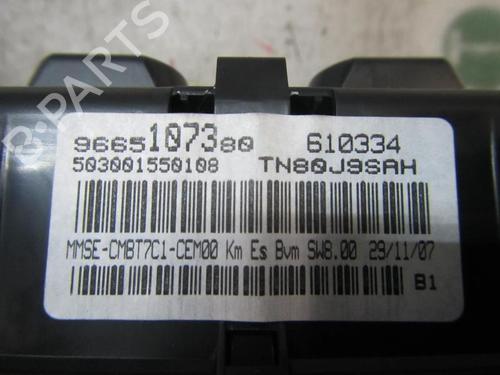 B-PARTS
9665107380 610334
503001550108 TN80J9SAH
MMSE-CMBT7C1-CEM00 Km Es Bvm SW8.00 29/11/07
B1